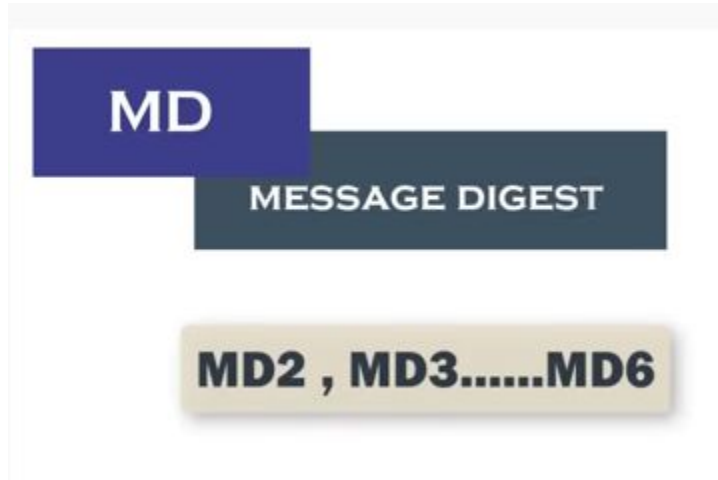 MD
MESSAGE DIGEST
MD2 , MD3......MD6